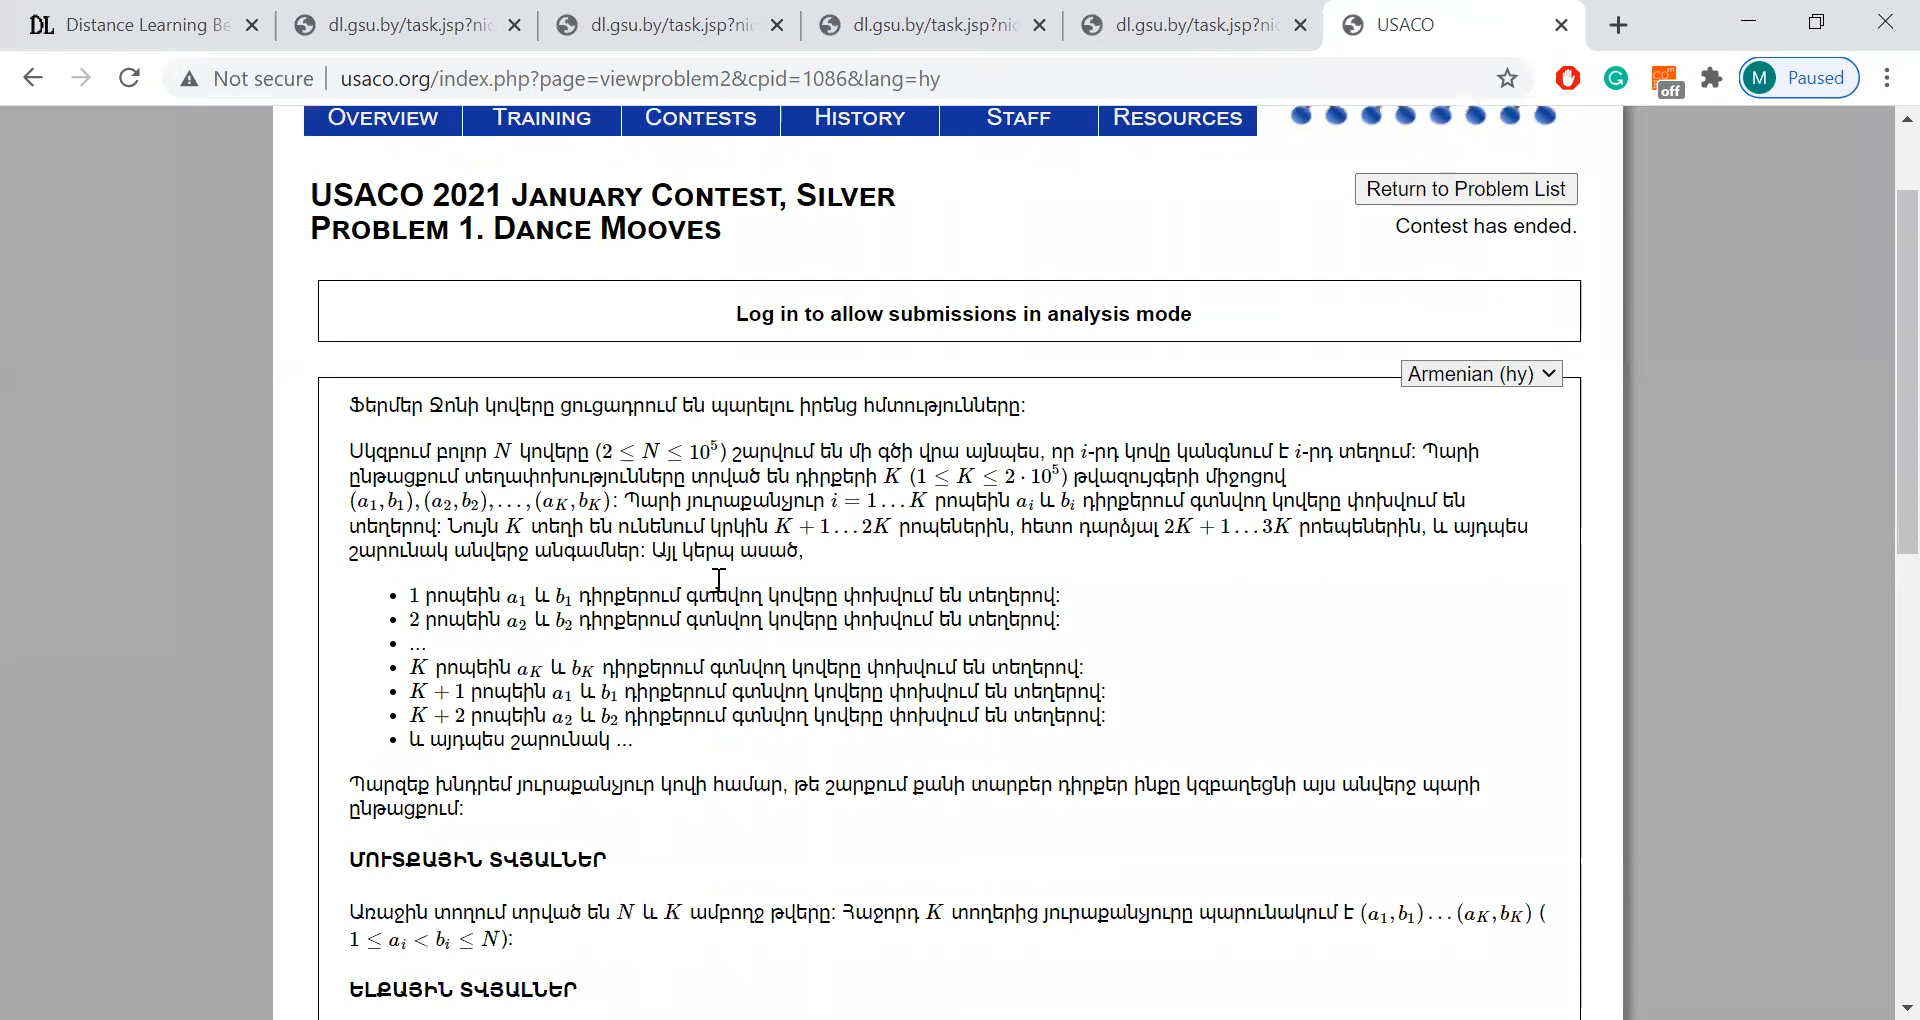 DL Distance Learning Be dl.gsu.by/task.jsp?nic dl.gsu.by/task.jsp?nic dl.gsu.by/task.jsp?nic dl.gsu.by/task.jsp?nic USACO
Not secure usaco.org/index.php?page=viewproblem2&cpid=1086&lang=hy off M Paused
OVERVIEW TRAINING CONTESTS HISTORY STAFF RESOURCES
USACO 2021 JANUARY CONTEST, SILVER
PROBLEM 1. DANCE MOOVES
Return to Problem List
Contest has ended.
Log in to allow submissions in analysis mode
Armenian (hy)
Ֆերմեր Ջոնի կովերը ցուցադրում են պարելու իրենց հմտությունները:
Սկզբում բոլոր N կովերը (2 ≤ N ≤ 10⁵) շարվում են մի գծի վրա այնպես, որ i-րդ կովը կանգնում է i-րդ տեղում: Պարի
ընթացքում տեղափոխությունները տրված են դիրքերի K (1 ≤ K ≤ 2 · 10⁵) թվազույգերի միջոցով
(a₁, b₁), (a₂, b₂), . . . , (a_K, b_K): Պարի յուրաքանչյուր i = 1 . . . K րոպեին aᵢ և bᵢ դիրքերում գտնվող կովերը փոխվում են
տեղերով: Նույն K տեղի են ունենում կրկին K + 1 . . . 2K րոպեներին, հետո դարձյալ 2K + 1 . . . 3K րոեպեներին, և այդպես
շարունակ անվերջ անգամներ: Այլ կերպ ասած,
• 1 րոպեին a₁ և b₁ դիրքերում գտնվող կովերը փոխվում են տեղերով:
• 2 րոպեին a₂ և b₂ դիրքերում գտնվող կովերը փոխվում են տեղերով:
• ...
• K րոպեին a_K և b_K դիրքերում գտնվող կովերը փոխվում են տեղերով:
• K + 1 րոպեին a₁ և b₁ դիրքերում գտնվող կովերը փոխվում են տեղերով:
• K + 2 րոպեին a₂ և b₂ դիրքերում գտնվող կովերը փոխվում են տեղերով:
• և այդպես շարունակ ...
Պարզեք խնդրեմ յուրաքանչյուր կովի համար, թե շարքում քանի տարբեր դիրքեր ինքը կզբաղեցնի այս անվերջ պարի
ընթացքում:
ՄՈՒՏՔԱՅԻՆ ՏՎՅԱԼՆԵՐ
Առաջին տողում տրված են N և K ամբողջ թվերը: Հաջորդ K տողերից յուրաքանչյուրը պարունակում է (a₁, b₁) . . . (a_K, b_K) (
1 ≤ aᵢ < bᵢ ≤ N):
ԵԼՔԱՅԻՆ ՏՎՅԱԼՆԵՐ